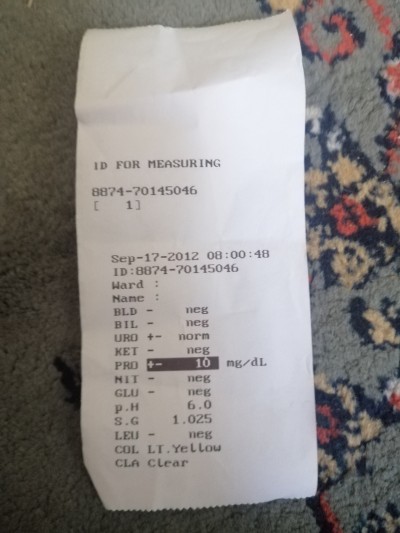 ID FOR MEASURING
8874-70145046
[ 1]
Sep-17-2012 08:00:48
ID:8874-70145046
Ward :
Name :
BLD - neg
BIL - neg
URO +- norm
KET - neg
PRO +- 10 mg/dL
NIT - neg
GLU - neg
p.H 6.0
S.G 1.025
LEU - neg
COL LT.Yellow
CLA Clear